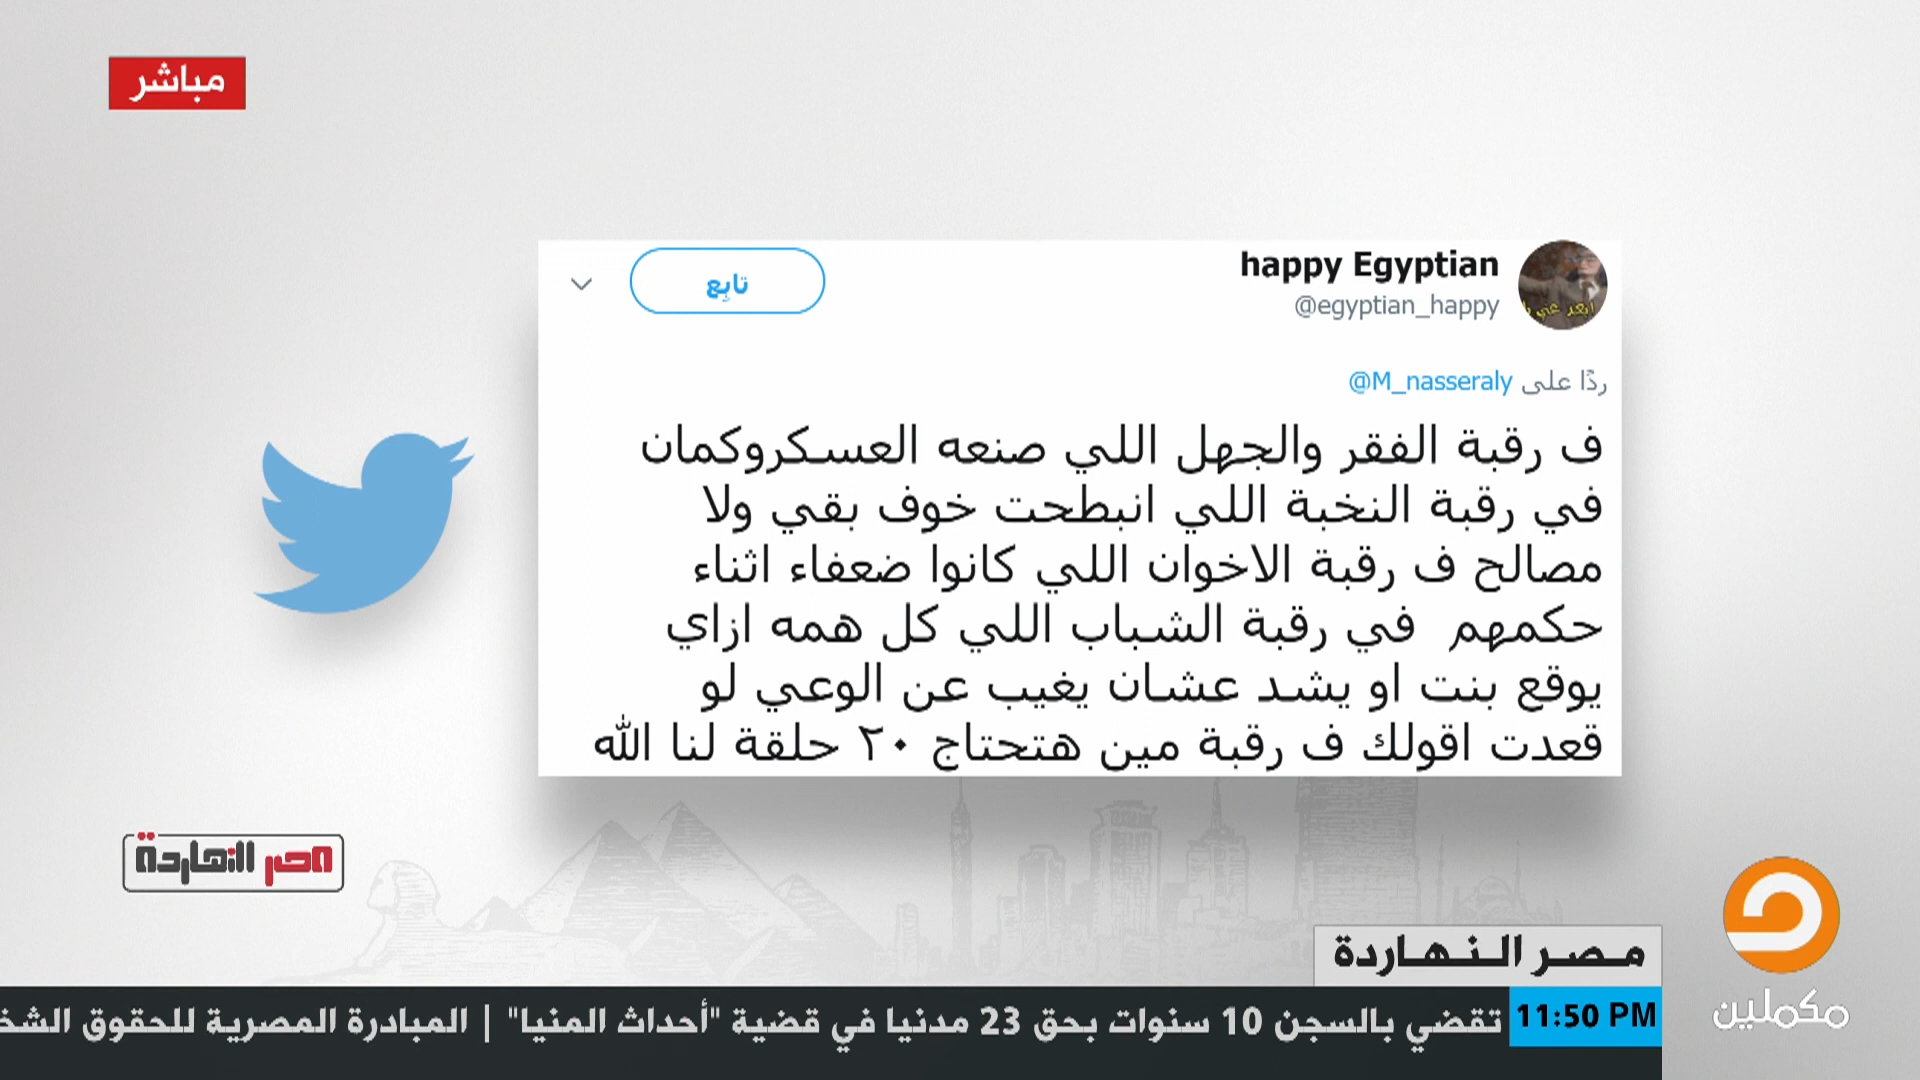 مباشر
happy Egyptian
@egyptian_happy
تابِع
ردًا على @M_nasseraly
ف رقبة الفقر والجهل اللي صنعه العسكروكمان
في رقبة النخبة اللي انبطحت خوف بقي ولا
مصالح ف رقبة الاخوان اللي كانوا ضعفاء اثناء
حكمهم في رقبة الشباب اللي كل همه ازاي
يوقع بنت او يشد عشان يغيب عن الوعي لو
قعدت اقولك ف رقبة مين هتحتاج ٢٠ حلقة لنا الله
مصر النهاردة
مصر النهاردة
11:50 PM
تقضي بالسجن 10 سنوات بحق 23 مدنيا في قضية "أحداث المنيا" | المبادرة المصرية للحقوق
مكملين